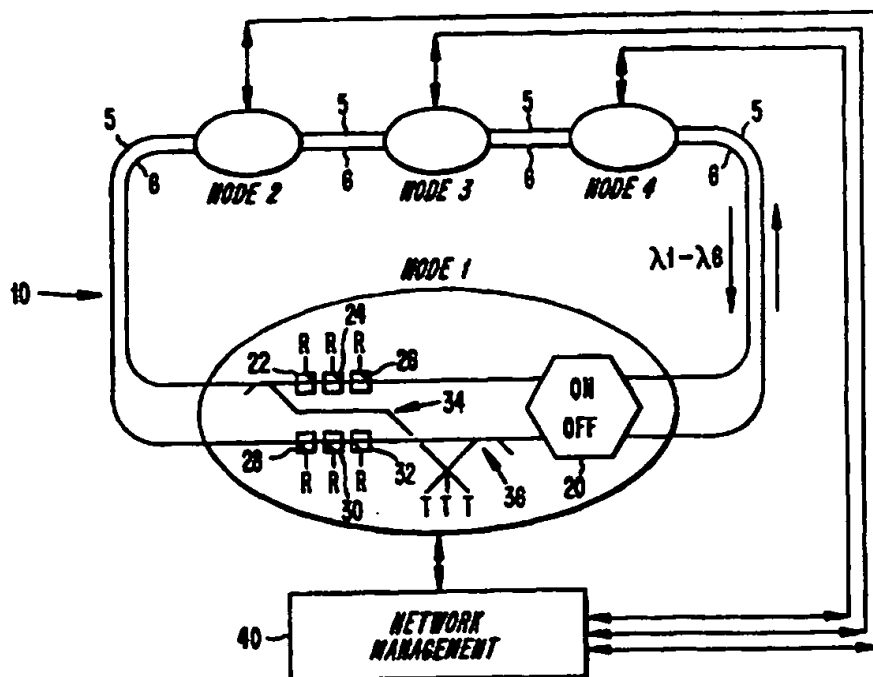 5
6
NODE 2
5
6
NODE 3
5
6
NODE 4
5
6
λ1-λ6
10
NODE 1
R R R
22
24
26
34
ON
OFF
28
R R R
30
32
T T T
36
20
40
NETWORK
MANAGEMENT